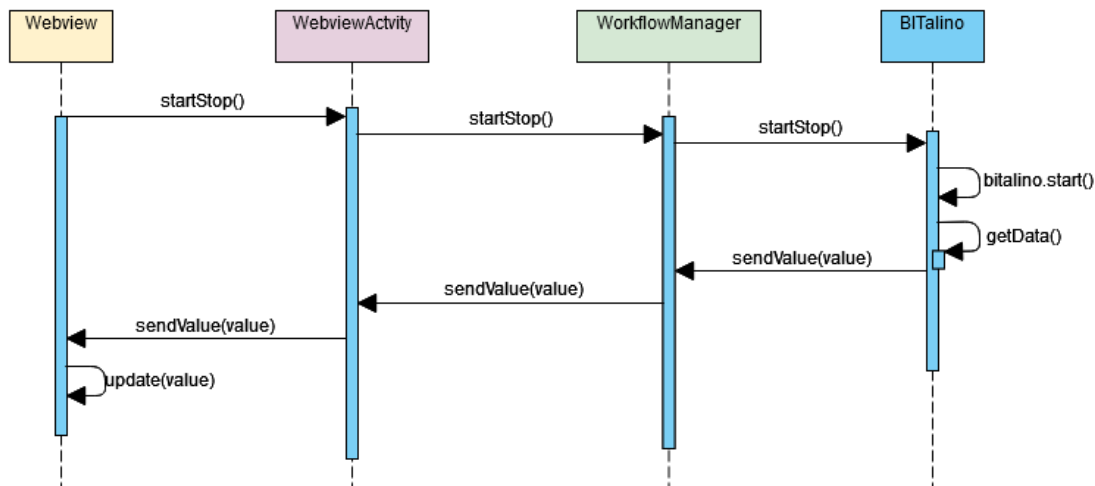 Webview
WebviewActvity
WorkflowManager
BITalino
startStop()
startStop()
startStop()
bitalino.start()
getData()
sendValue(value)
sendValue(value)
sendValue(value)
update(value)